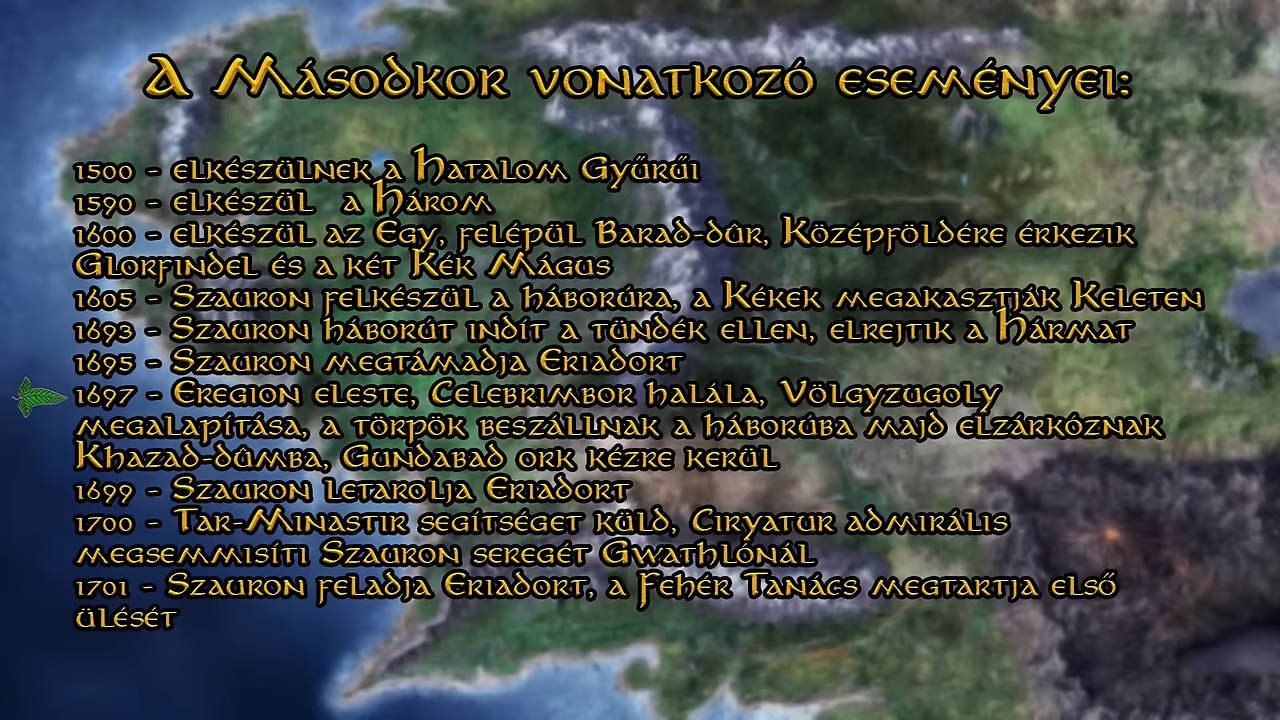 A Másodkor vonatkozó eseményei:
1500 - elkészülnek a Hatalom Gyűrűi
1590 - elkészül a Három
1600 - elkészül az Egy, felépül Barad-dûr, Középföldére érkezik
Glorfindel és a két Kék Mágus
1605 - Szauron felkészül a háborúra, a Kékek megakasztják Keleten
1693 - Szauron háborút indít a tündék ellen, elrejtik a Hármat
1695 - Szauron megtámadja Eriadort
1697 - Eregion eleste, Celebrimbor halála, Völgyzugoly
megalapítása, a törpök beszállnak a háborúba majd elzárkóznak
Khazad-dûmba, Gundabad ork kézre kerül
1699 - Szauron letarolja Eriadort
1700 - Tar-Minastir segítséget küld, Ciryatur admirális
megsemmisíti Szauron seregét Gwathlónál
1701 - Szauron feladja Eriadort, a Fehér Tanács megtartja első
ülését